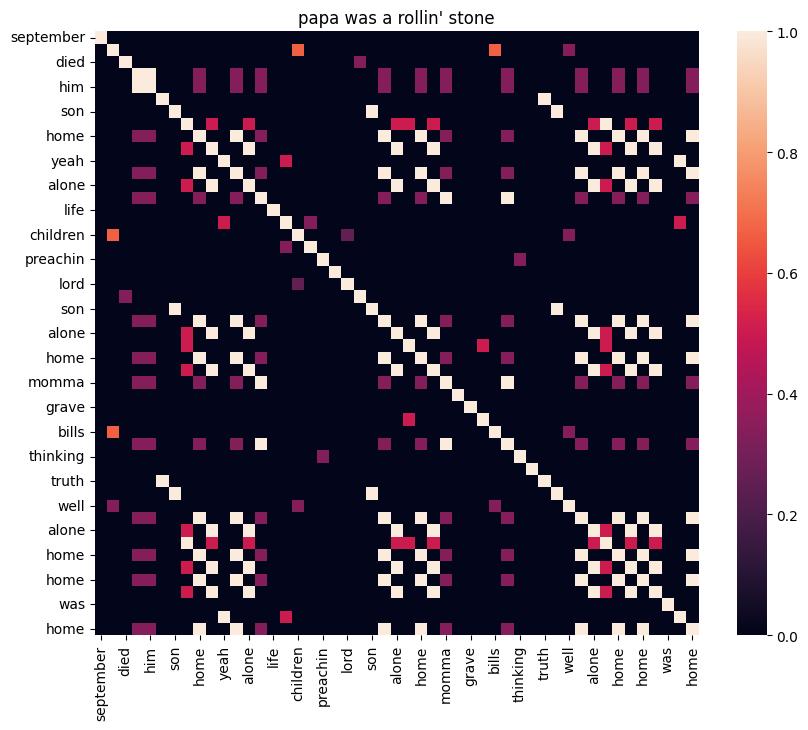 papa was a rollin' stone
september
died
him
son
home
yeah
alone
life
children
preachin
lord
son
alone
home
momma
grave
bills
thinking
truth
well
alone
home
home
was
home
september
died
him
son
home
yeah
alone
life
children
preachin
lord
son
alone
home
momma
grave
bills
thinking
truth
well
alone
home
home
was
home
1.0
0.8
0.6
0.4
0.2
0.0